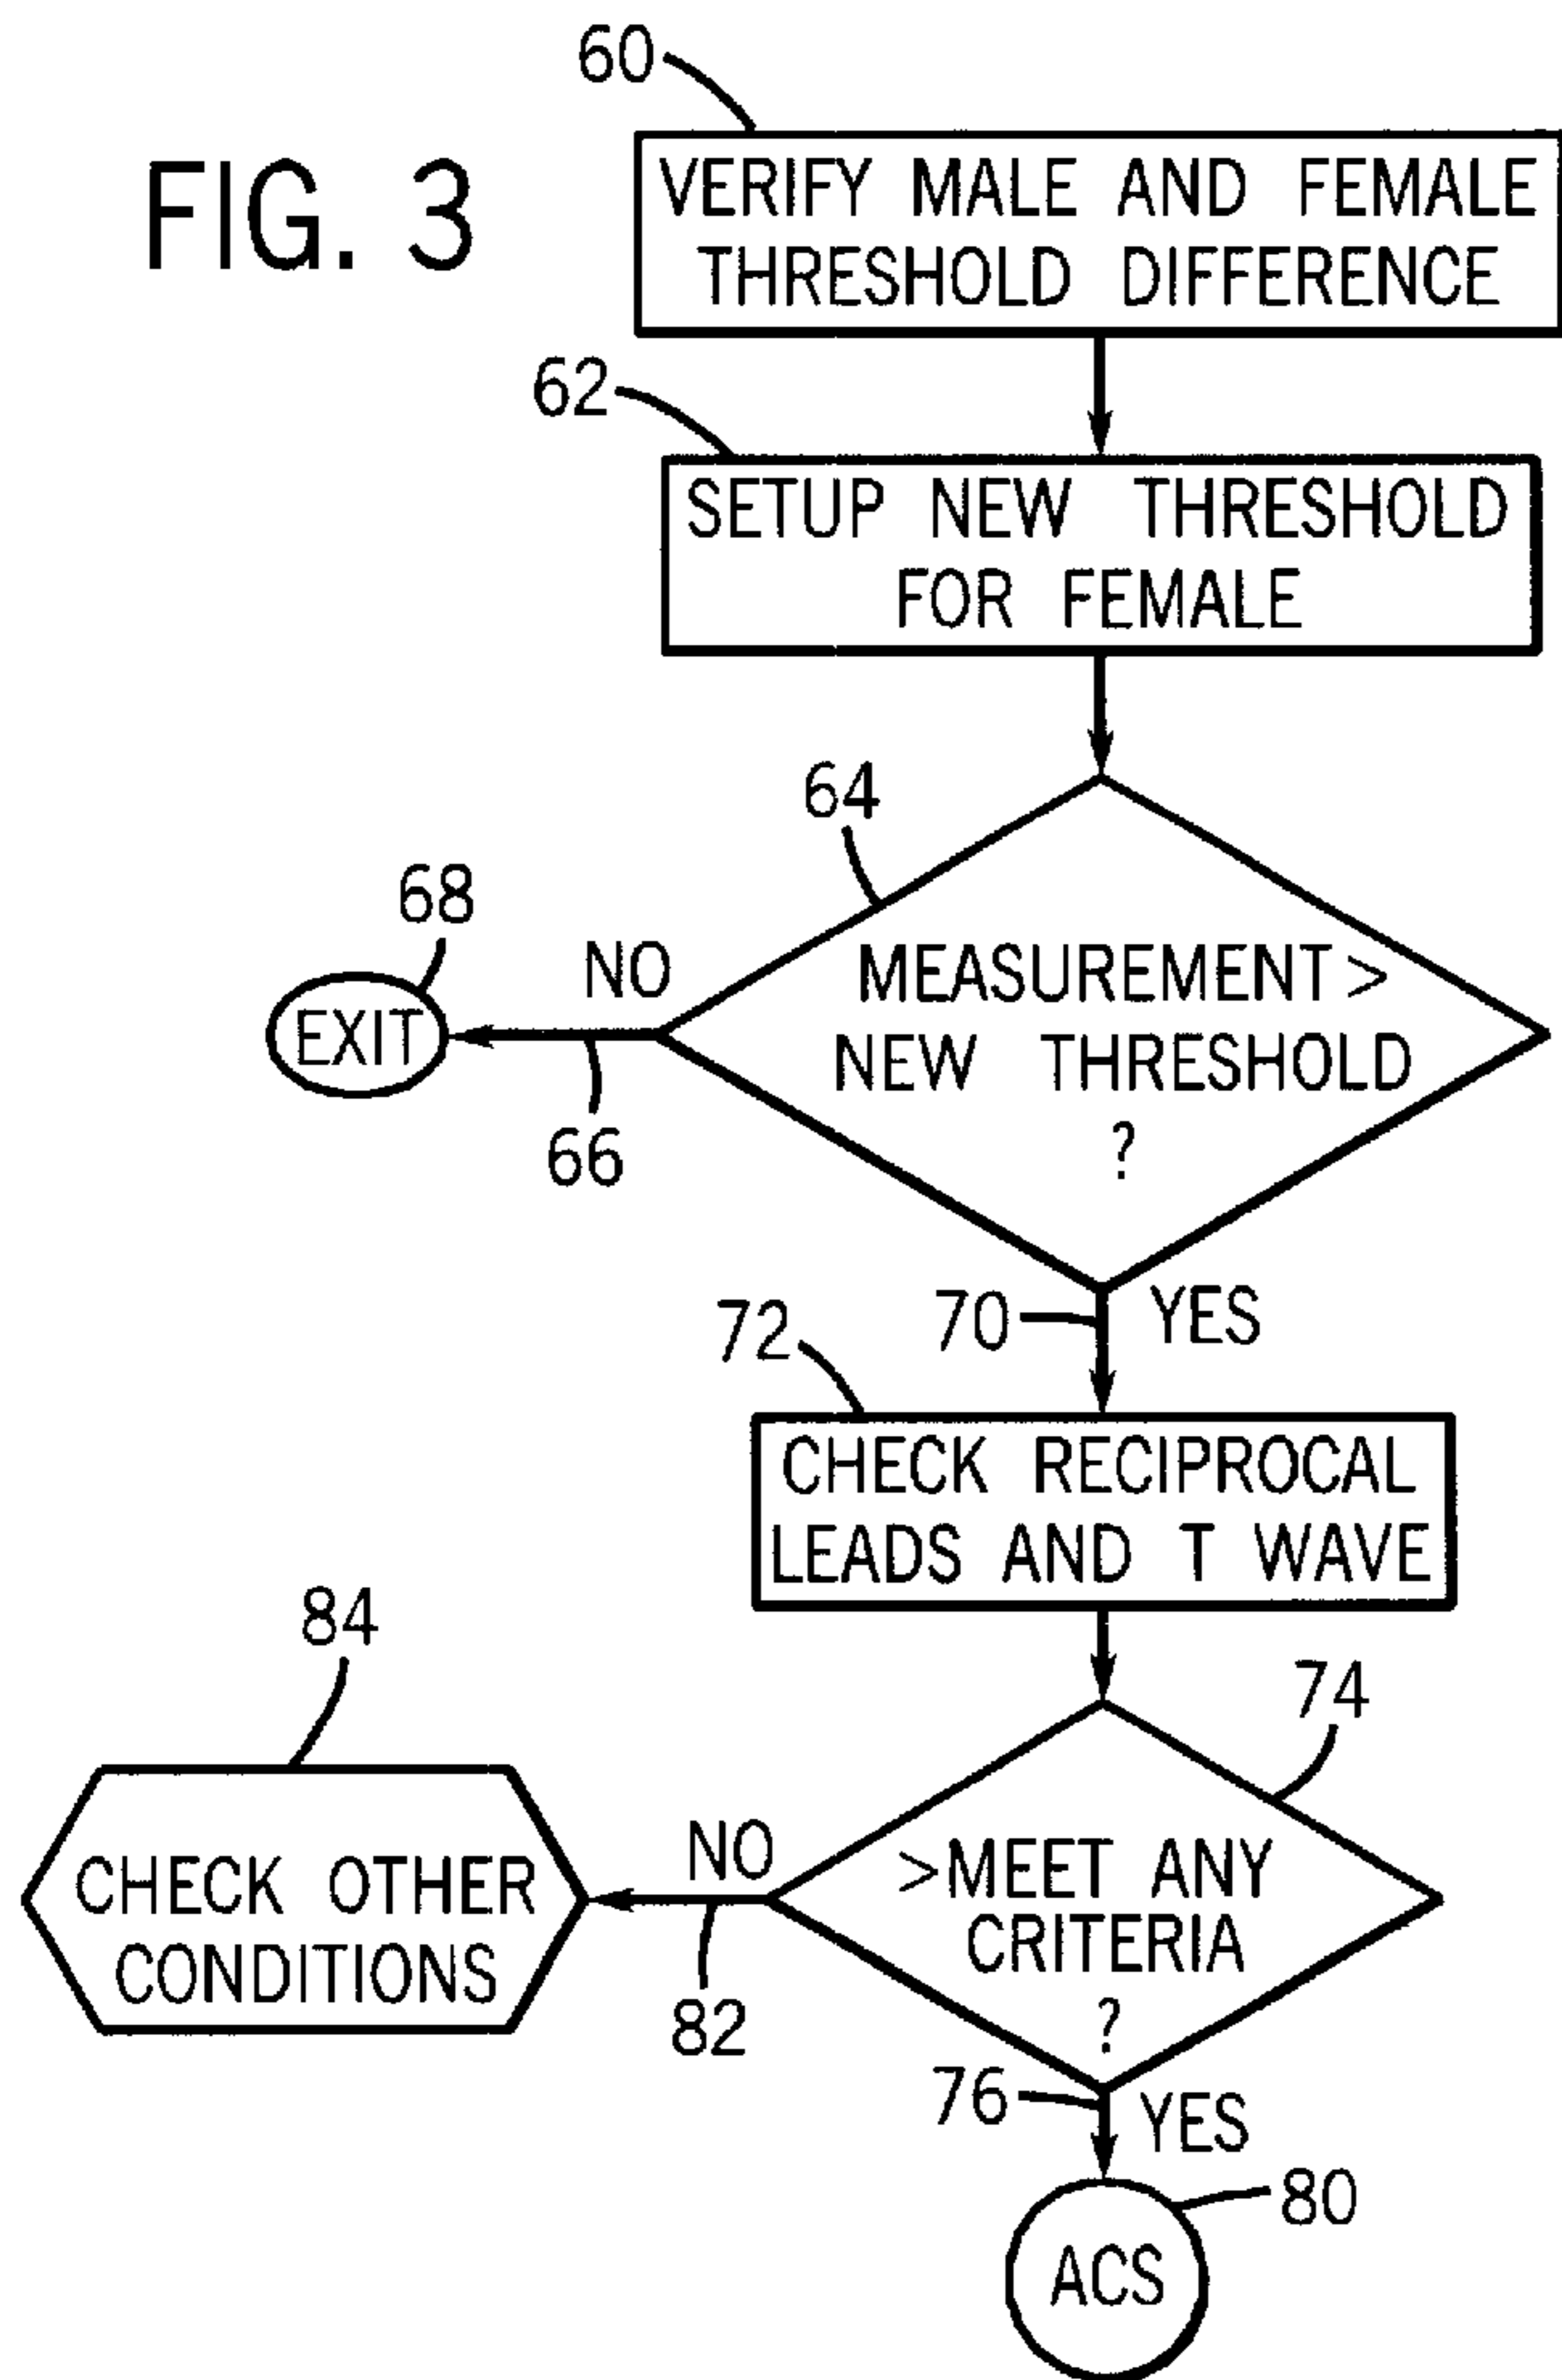 60
FIG. 3
VERIFY MALE AND FEMALE
THRESHOLD DIFFERENCE
62
SETUP NEW THRESHOLD
FOR FEMALE
64
68
NO
EXIT
66
MEASUREMENT >
NEW THRESHOLD
?
70
YES
72
CHECK RECIPROCAL
LEADS AND T WAVE
84
74
CHECK OTHER
CONDITIONS
NO
82
>MEET ANY
CRITERIA
?
76
YES
80
ACS